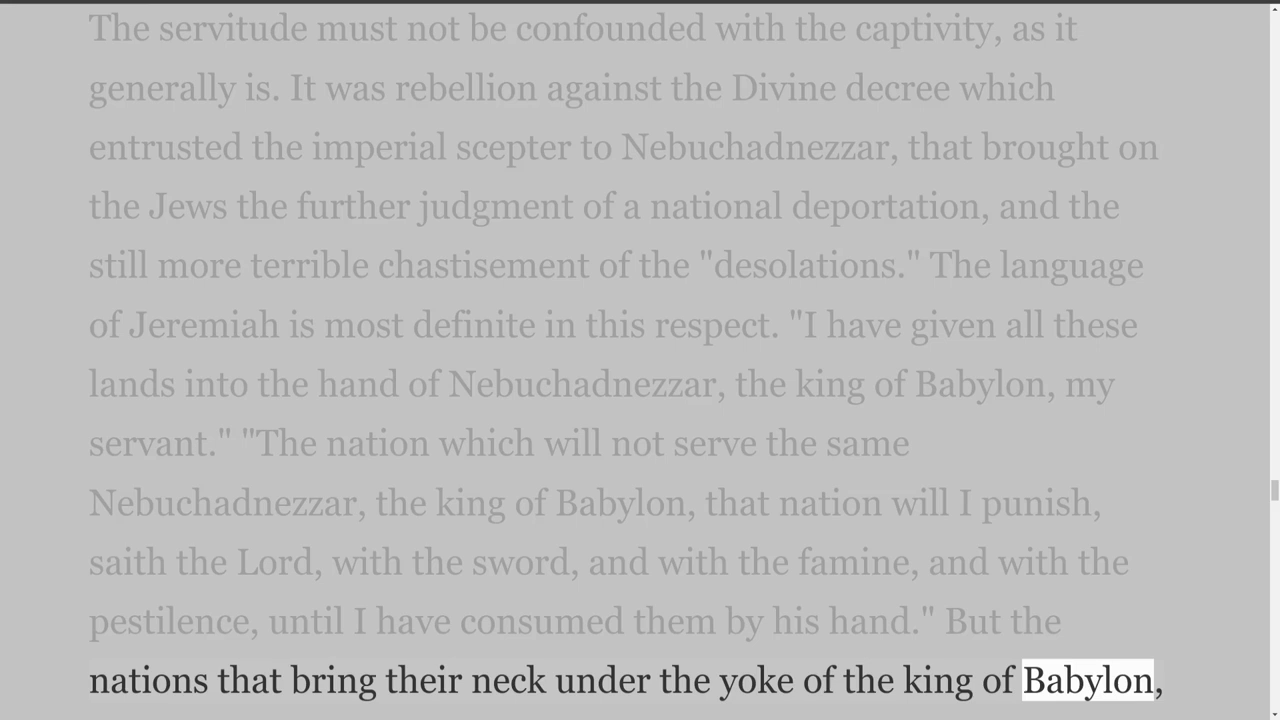 The servitude must not be confounded with the captivity, as it
generally is. It was rebellion against the Divine decree which
entrusted the imperial scepter to Nebuchadnezzar, that brought on
the Jews the further judgment of a national deportation, and the
still more terrible chastisement of the "desolations." The language
of Jeremiah is most definite in this respect. "I have given all these
lands into the hand of Nebuchadnezzar, the king of Babylon, my
servant." "The nation which will not serve the same
Nebuchadnezzar, the king of Babylon, that nation will I punish,
saith the Lord, with the sword, and with the famine, and with the
pestilence, until I have consumed them by his hand." But the
nations that bring their neck under the yoke of the king of Babylon,